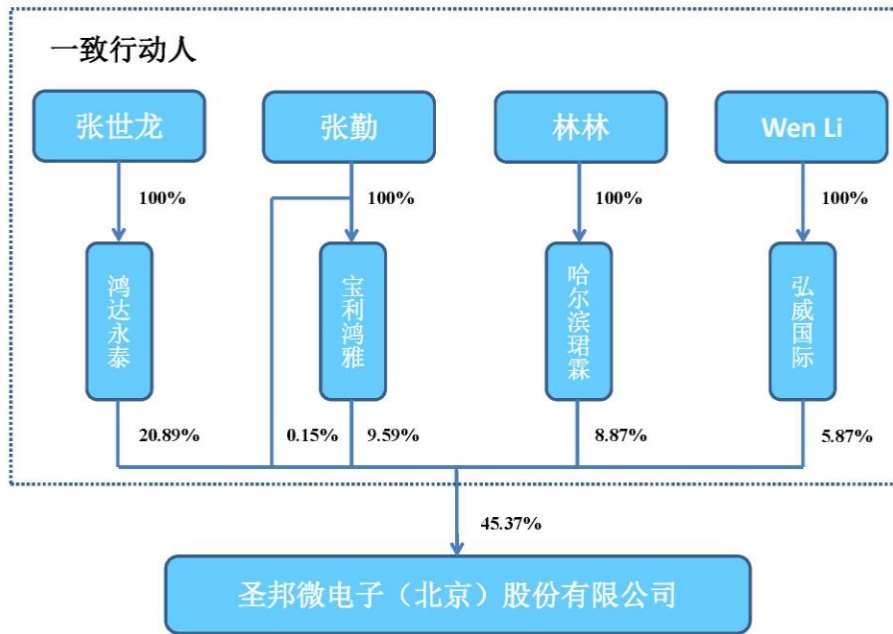 一致行动人
张世龙
张勤
林林
Wen Li
100%
100%
100%
100%
鸿达永泰
宝利鸿雅
哈尔滨珺霖
弘威国际
20.89%
0.15%
9.59%
8.87%
5.87%
45.37%
圣邦微电子（北京）股份有限公司